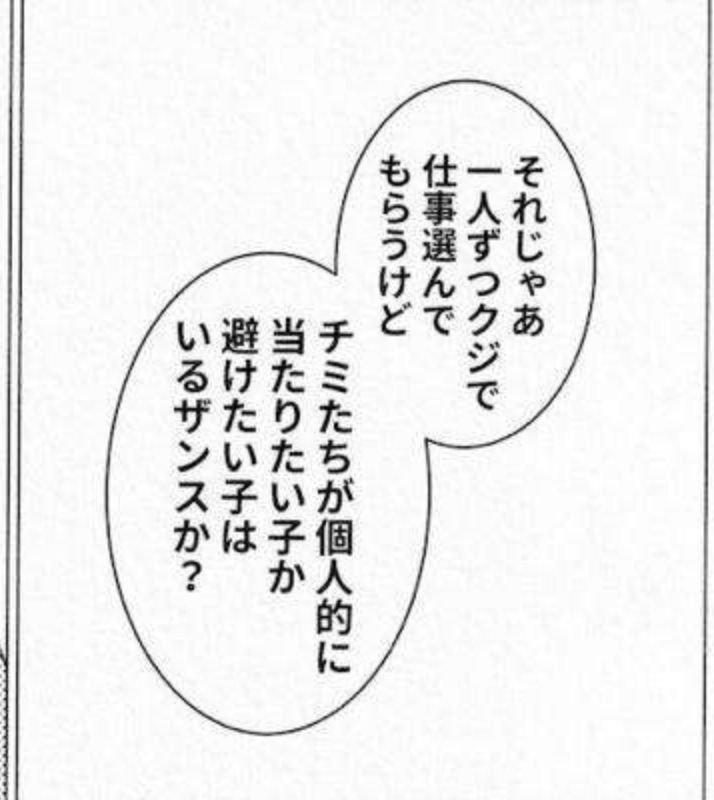 それじゃあ
一人ずつクジで
仕事選んで
もらうけど
チミたちが個人的に
当たりたい子か
避けたい子は
いるザンスか？